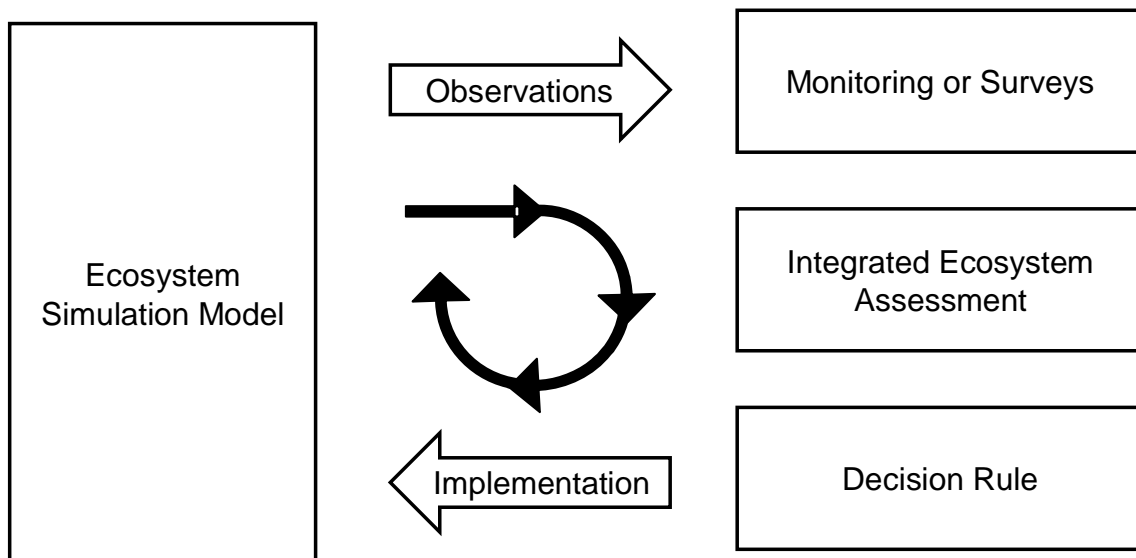 Observations
Monitoring or Surveys
Ecosystem
Simulation Model
Integrated Ecosystem
Assessment
Implementation
Decision Rule